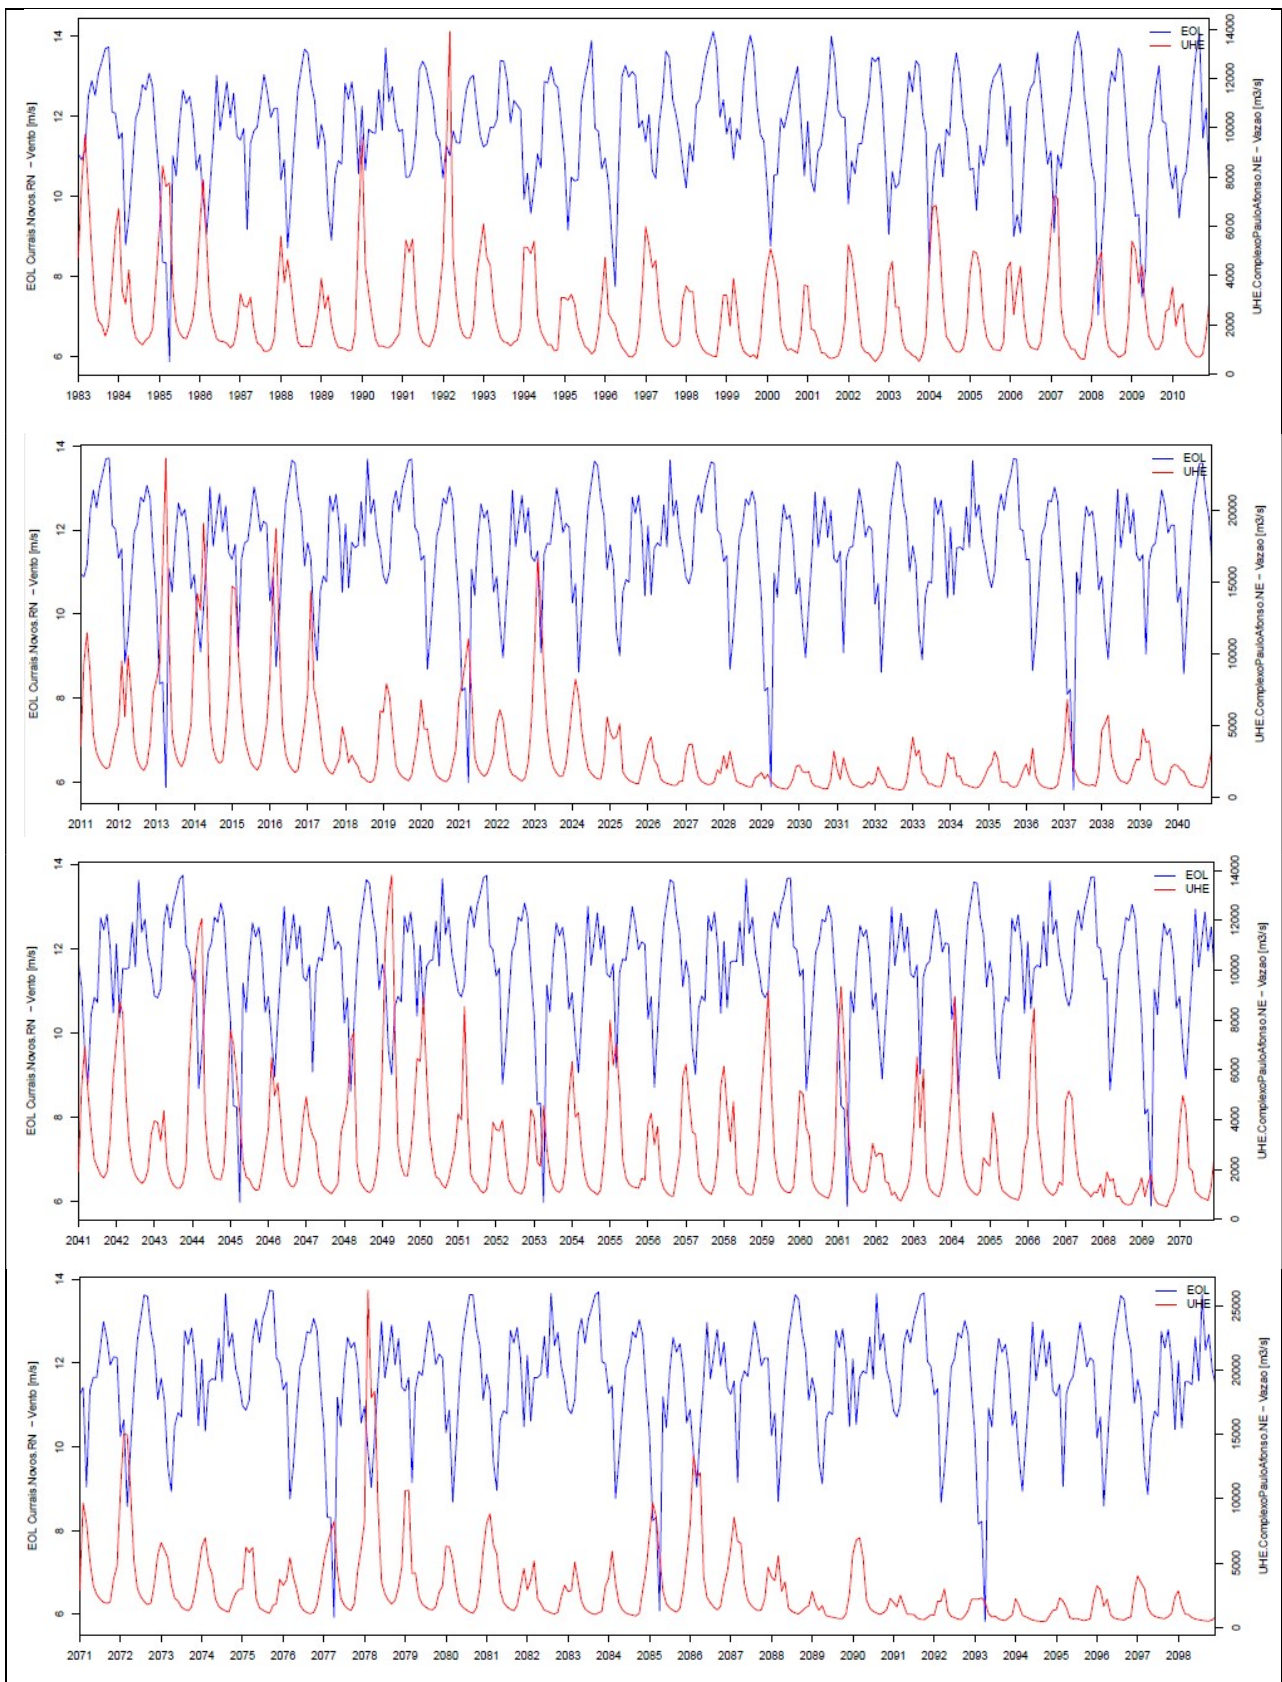 EOL Currais.Novos.RN - Vento [m/s]
6 8 10 12 14
EOL
UHE
UHE.ComplexoPauloAfonso.NE - Vazao [m3/s]
0 2000 4000 6000 8000 10000 12000 14000
1983 1984 1985 1986 1987 1988 1989 1990 1991 1992 1993 1994 1995 1996 1997 1998 1999 2000 2001 2002 2003 2004 2005 2006 2007 2008 2009 2010
EOL Currais.Novos.RN - Vento [m/s]
6 8 10 12 14
EOL
UHE
UHE.ComplexoPauloAfonso.NE - Vazao [m3/s]
0 5000 10000 15000 20000
2011 2012 2013 2014 2015 2016 2017 2018 2019 2020 2021 2022 2023 2024 2025 2026 2027 2028 2029 2030 2031 2032 2033 2034 2035 2036 2037 2038 2039 2040
EOL Currais.Novos.RN - Vento [m/s]
6 8 10 12 14
EOL
UHE
UHE.ComplexoPauloAfonso.NE - Vazao [m3/s]
0 2000 4000 6000 8000 10000 12000 14000
2041 2042 2043 2044 2045 2046 2047 2048 2049 2050 2051 2052 2053 2054 2055 2056 2057 2058 2059 2060 2061 2062 2063 2064 2065 2066 2067 2068 2069 2070
EOL Currais.Novos.RN - Vento [m/s]
6 8 10 12 14
EOL
UHE
UHE.ComplexoPauloAfonso.NE - Vazao [m3/s]
0 5000 10000 15000 20000 25000
2071 2072 2073 2074 2075 2076 2077 2078 2079 2080 2081 2082 2083 2084 2085 2086 2087 2088 2089 2090 2091 2092 2093 2094 2095 2096 2097 2098